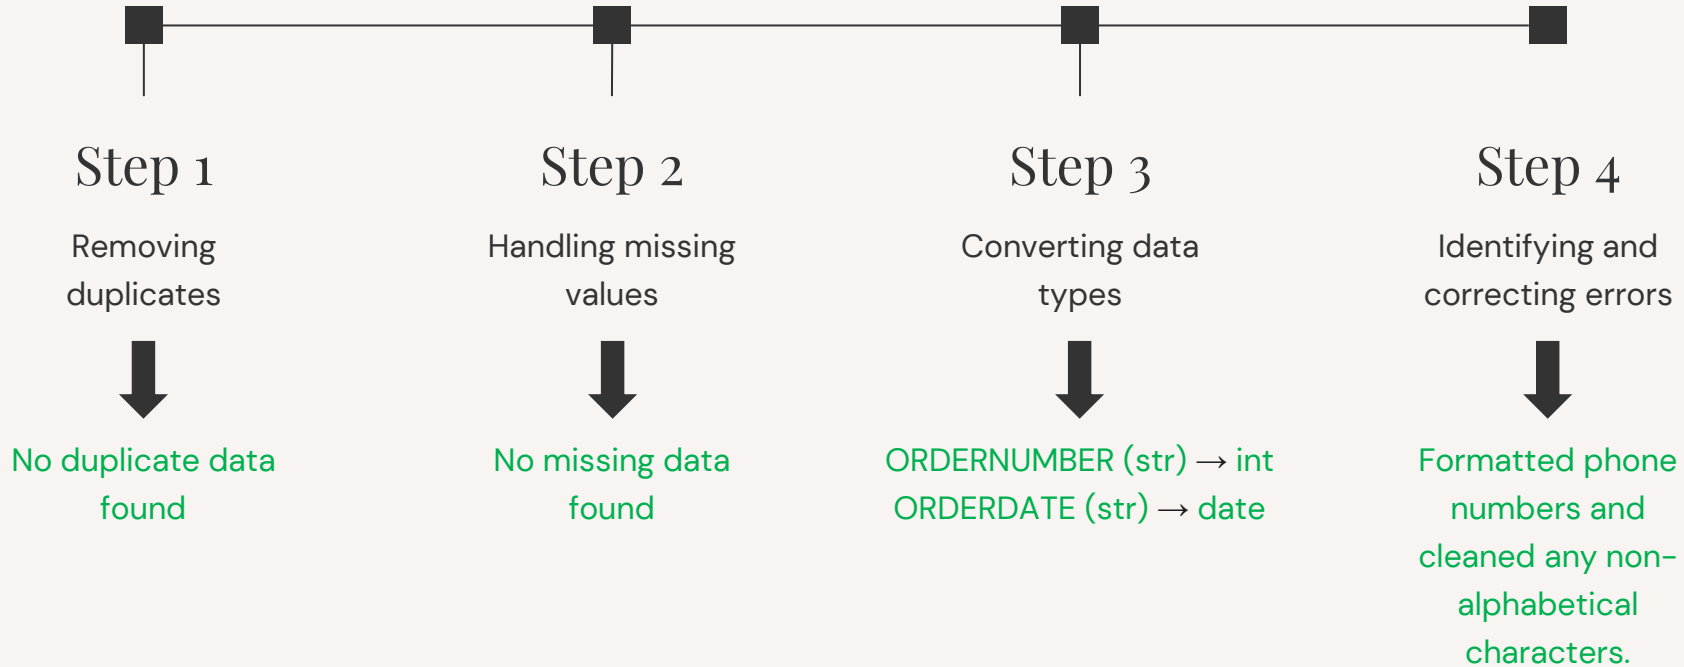 Step 1
Removing
duplicates
No duplicate data
found
Step 2
Handling missing
values
No missing data
found
Step 3
Converting data
types
ORDERNUMBER (str) → int
ORDERDATE (str) → date
Step 4
Identifying and
correcting errors
Formatted phone
numbers and
cleaned any non-
alphabetical
characters.